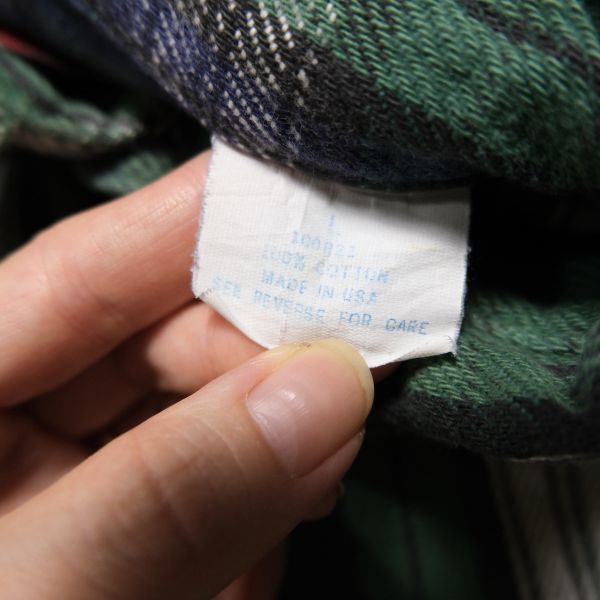 L
100821
100% COTTON
MADE IN USA
SEE REVERSE FOR CARE